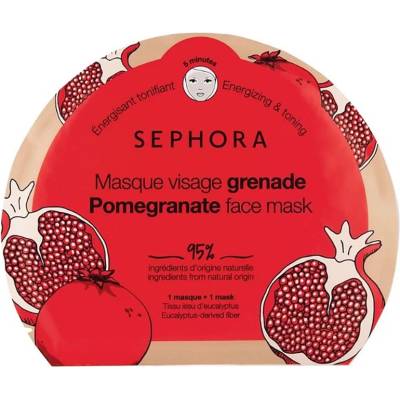 5 minutes
Énergisant tonifiant
Energizing & toning
SEPHORA
Masque visage grenade
Pomegranate face mask
95%
ingrédients d'origine naturelle
ingredients from natural origin
1 masque • 1 mask
Tissu issu d'eucalyptus
Eucalyptus-derived fiber